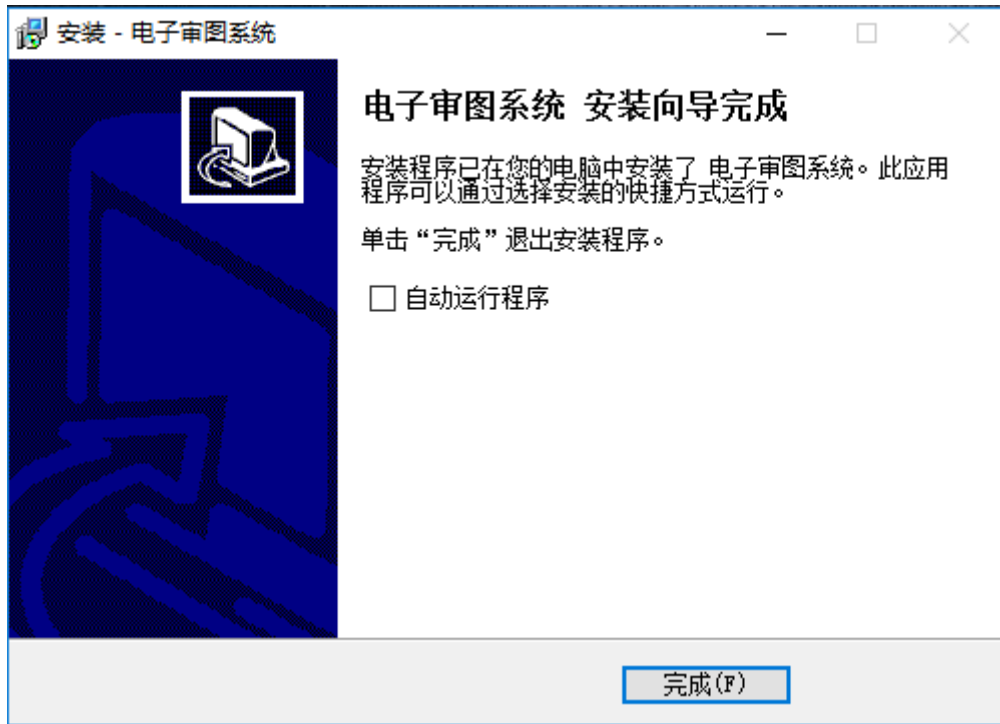 安装 - 电子审图系统
电子审图系统 安装向导完成
安装程序已在您的电脑中安装了 电子审图系统。此应用
程序可以通过选择安装的快捷方式运行。
单击“完成”退出安装程序。
自动运行程序
完成(F)